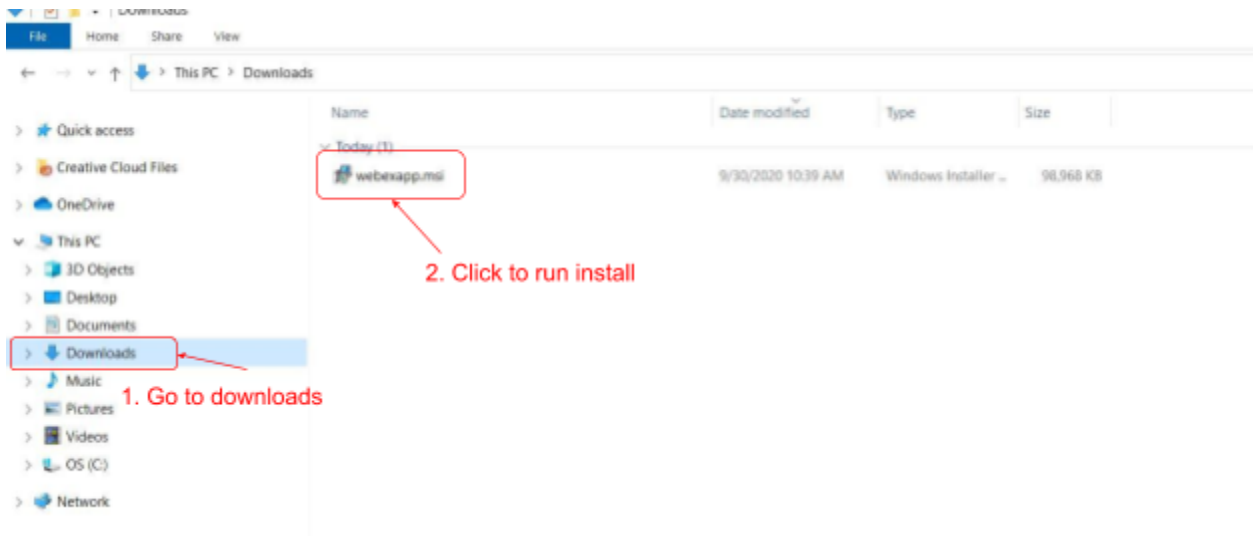 Downloads
File Home Share View
This PC > Downloads
Name Date modified Type Size
Quick access
Today (1)
Creative Cloud Files
webexapp.msi 9/30/2020 10:39 AM Windows Installer ... 98,968 KB
OneDrive
This PC
3D Objects
2. Click to run install
Desktop
Documents
Downloads
Music
1. Go to downloads
Pictures
Videos
OS (C:)
Network